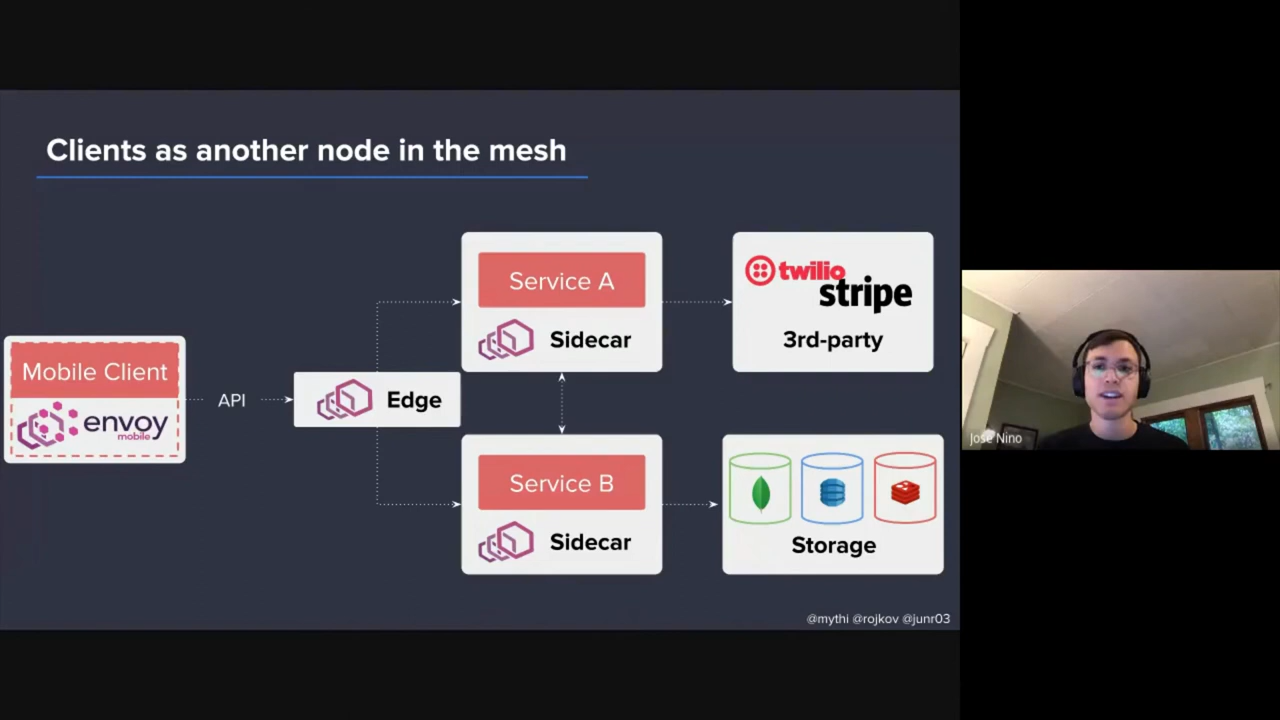 Clients as another node in the mesh
Mobile Client
envoy
mobile
API
Edge
Service A
Sidecar
twilio
stripe
3rd-party
Service B
Sidecar
Storage
@mythi @rojkov @junr03
Jose Nino